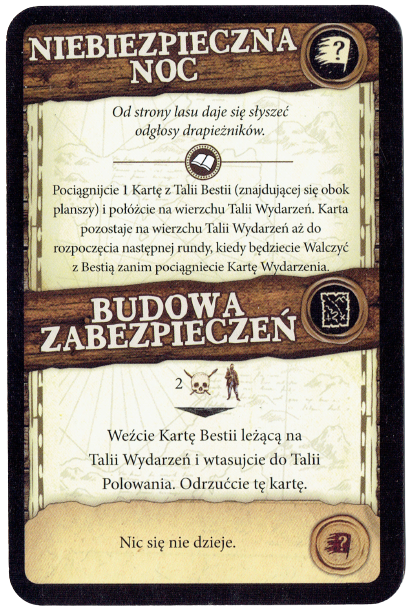 NIEBIEZPIECZNA
NOC
?
Od strony lasu daje się słyszeć
odgłosy drapieżników.
Pociągnijcie 1 Kartę z Talii Bestii (znajdującej się obok
planszy) i połóżcie na wierzchu Talii Wydarzeń. Karta
pozostaje na wierzchu Talii Wydarzeń aż do
rozpoczęcia następnej rundy, kiedy będziecie Walczyć
z Bestią zanim pociągniecie Kartę Wydarzenia.
BUDOWA
ZABEZPIECZEŃ
2
Weźcie Kartę Bestii leżącą na
Talii Wydarzeń i wtasujcie do Talii
Polowania. Odrzućcie tę kartę.
Nic się nie dzieje.
?